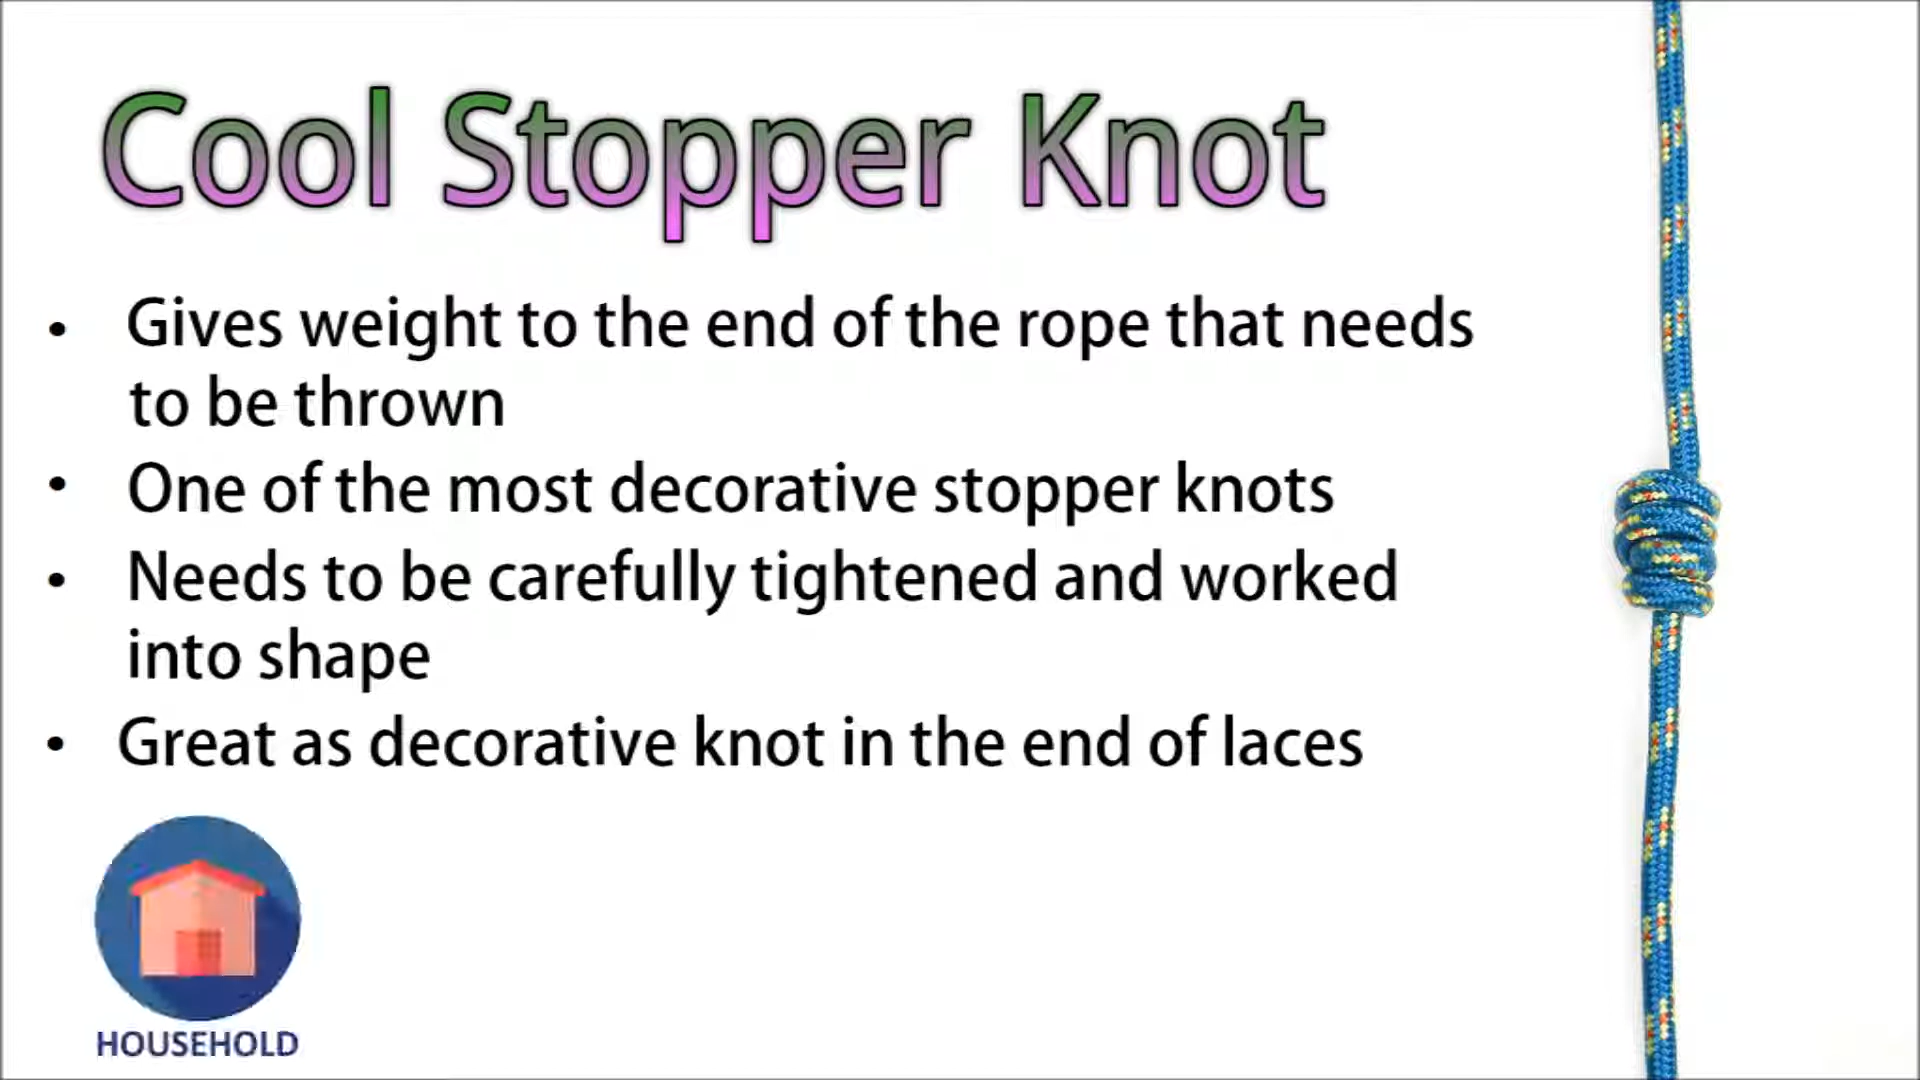 Cool Stopper Knot
• Gives weight to the end of the rope that needs
to be thrown
• One of the most decorative stopper knots
• Needs to be carefully tightened and worked
into shape
• Great as decorative knot in the end of laces
HOUSEHOLD